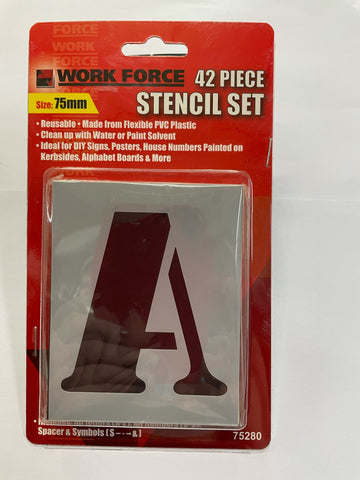 FORCE
WORK FORCE
WORK FORCE
42 PIECE
Size: 75mm
STENCIL SET
• Reusable • Made from Flexible PVC Plastic
• Clean up with Water or Paint Solvent
• Ideal for DIY Signs, Posters, House Numbers Painted on
Kerbsides, Alphabet Boards & More
A
Spacer & Symbols ($ – · – &)
75280